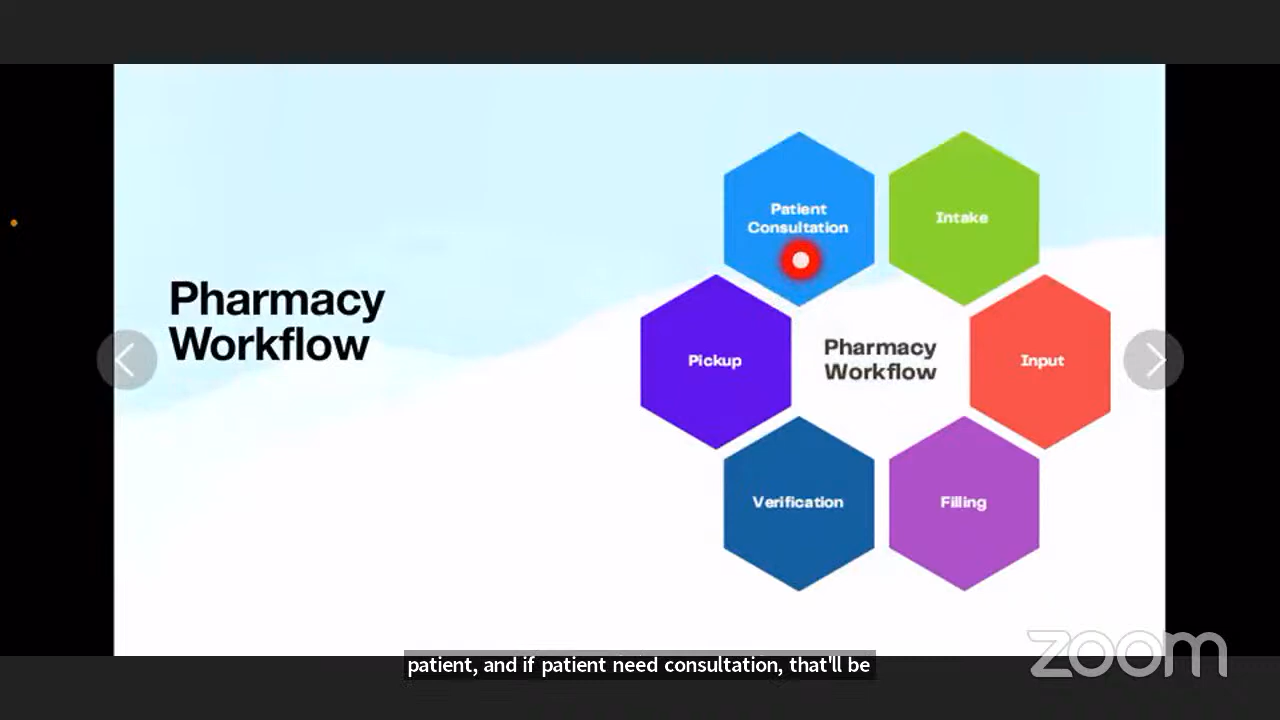 Pharmacy
Workflow
Patient
Consultation
Intake
Pickup
Pharmacy
Workflow
Input
Verification
Filling
patient, and if patient need consultation, that'll be
zoom